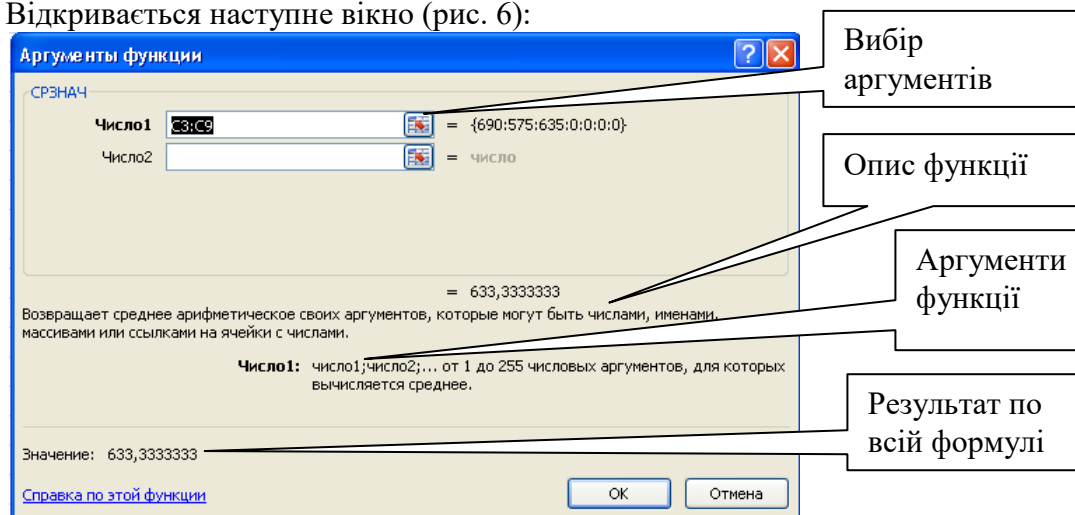 Відкривається наступне вікно (рис. 6):
Аргументы функции
СРЗНАЧ
Число1 C3:C9 = {690:575:635:0:0:0:0}
Число2 = число
= 633,3333333
Возвращает среднее арифметическое своих аргументов, которые могут быть числами, именами,
массивами или ссылками на ячейки с числами.
Число1: число1;число2;... от 1 до 255 числовых аргументов, для которых
вычисляется среднее.
Значение: 633,3333333
Справка по этой функции
ОК
Отмена
Вибір
аргументів
Опис функції
Аргументи
функції
Результат по
всій формулі